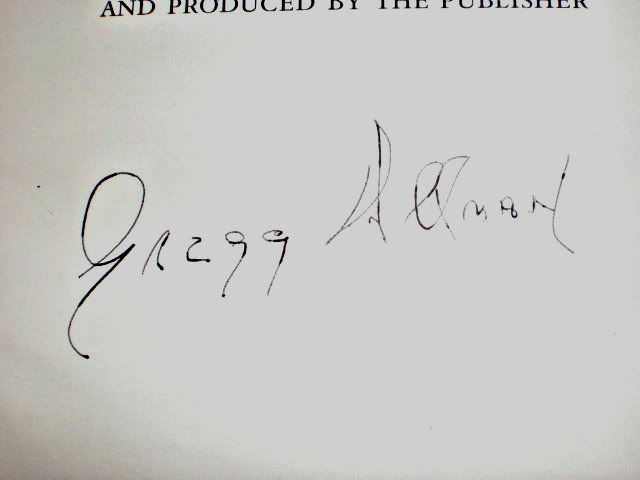 AND PRODUCED BY THE PUBLISHER
Gregg Allman